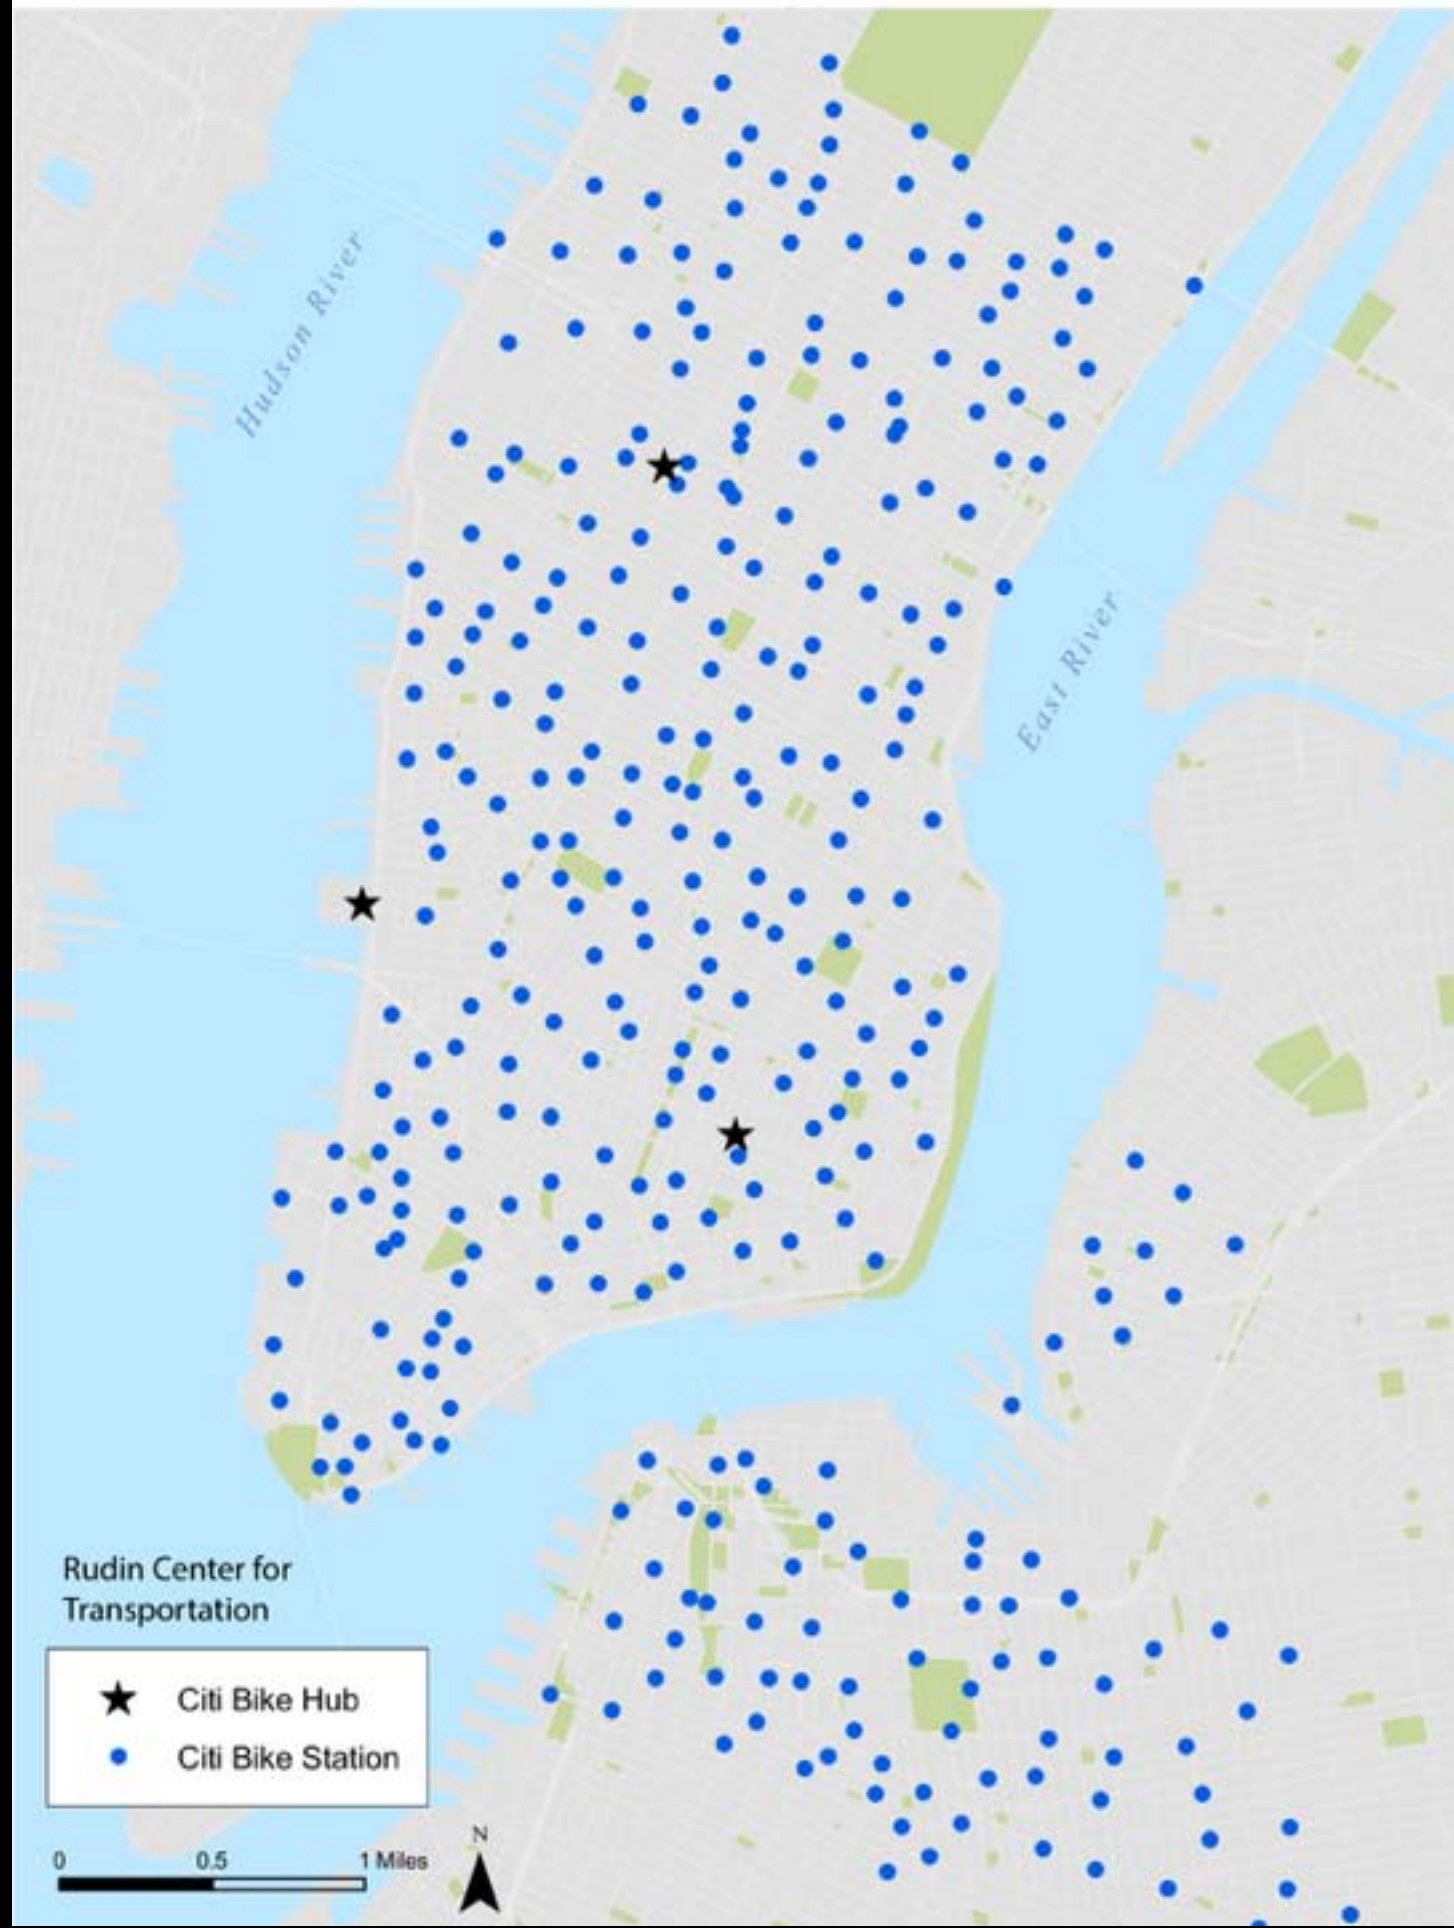 Hudson River
East River
Rudin Center for
Transportation
Citi Bike Hub
Citi Bike Station
0 0.5 1 Miles
N